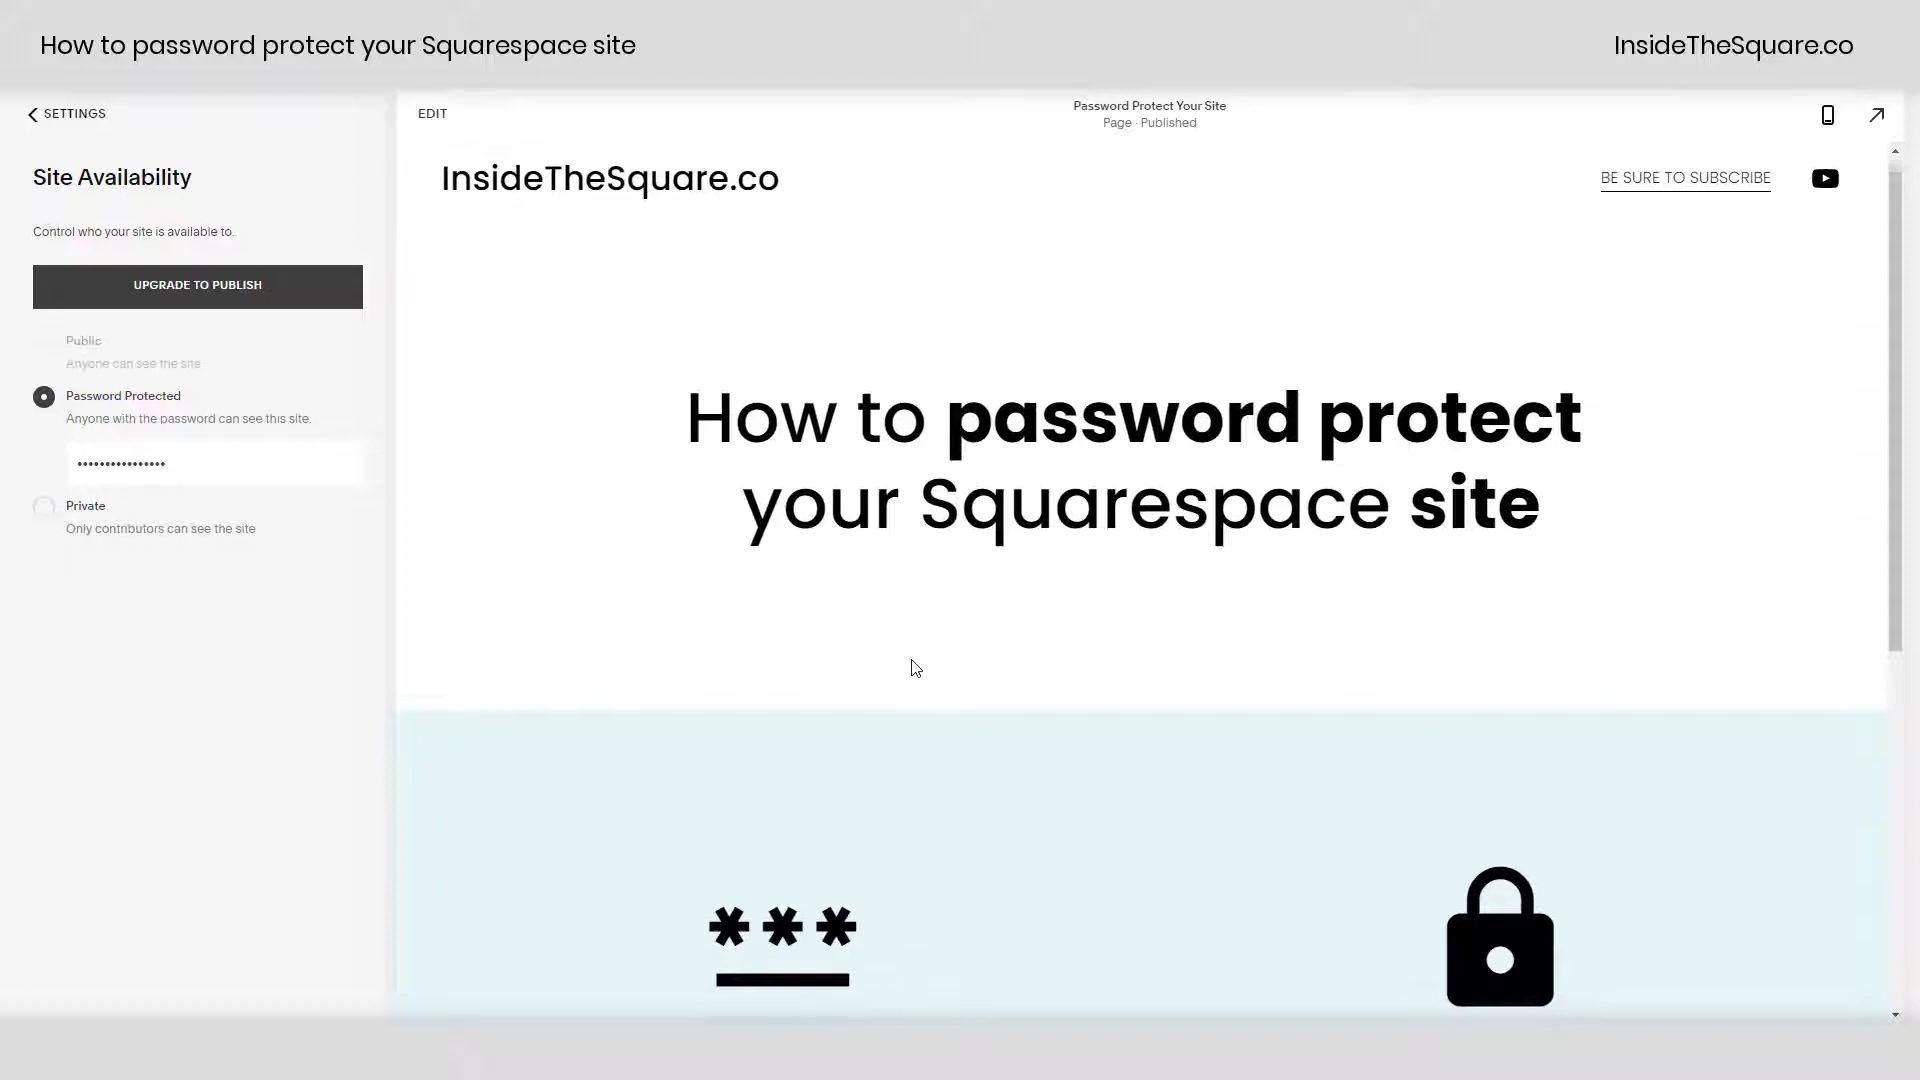 How to password protect your Squarespace site
InsideTheSquare.co
SETTINGS
EDIT
Password Protect Your Site
Page · Published
Site Availability
InsideTheSquare.co
BE SURE TO SUBSCRIBE
Control who your site is available to.
UPGRADE TO PUBLISH
Public
Anyone can see the site
Password Protected
Anyone with the password can see this site.
••••••••••••••••
Private
Only contributors can see the site
How to password protect
your Squarespace site
***